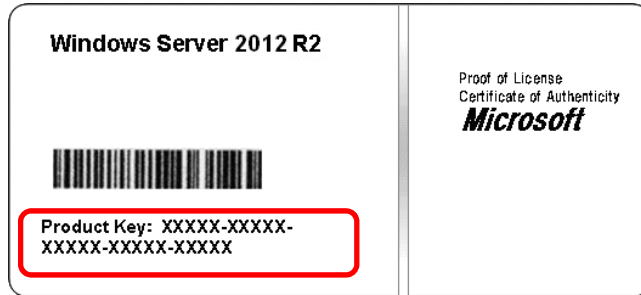 Windows Server 2012 R2
Product Key: XXXXX-XXXXX-
XXXXX-XXXXX-XXXXX
Proof of License
Certificate of Authenticity
Microsoft